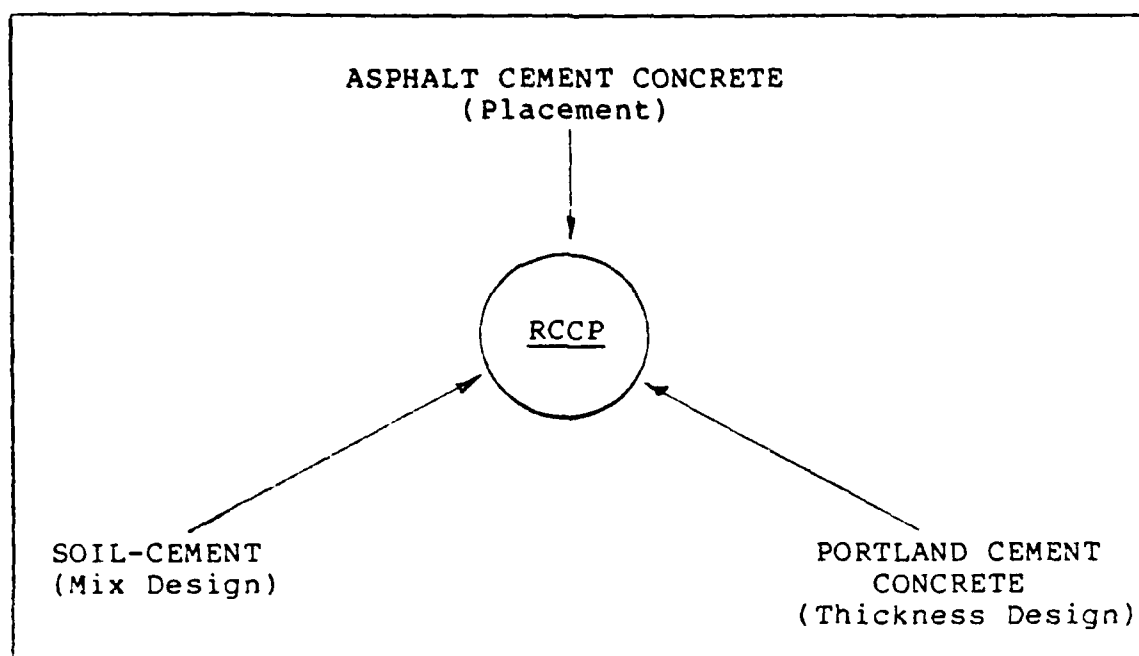 ASPHALT CEMENT CONCRETE
(Placement)
RCCP
SOIL-CEMENT
(Mix Design)
PORTLAND CEMENT
CONCRETE
(Thickness Design)